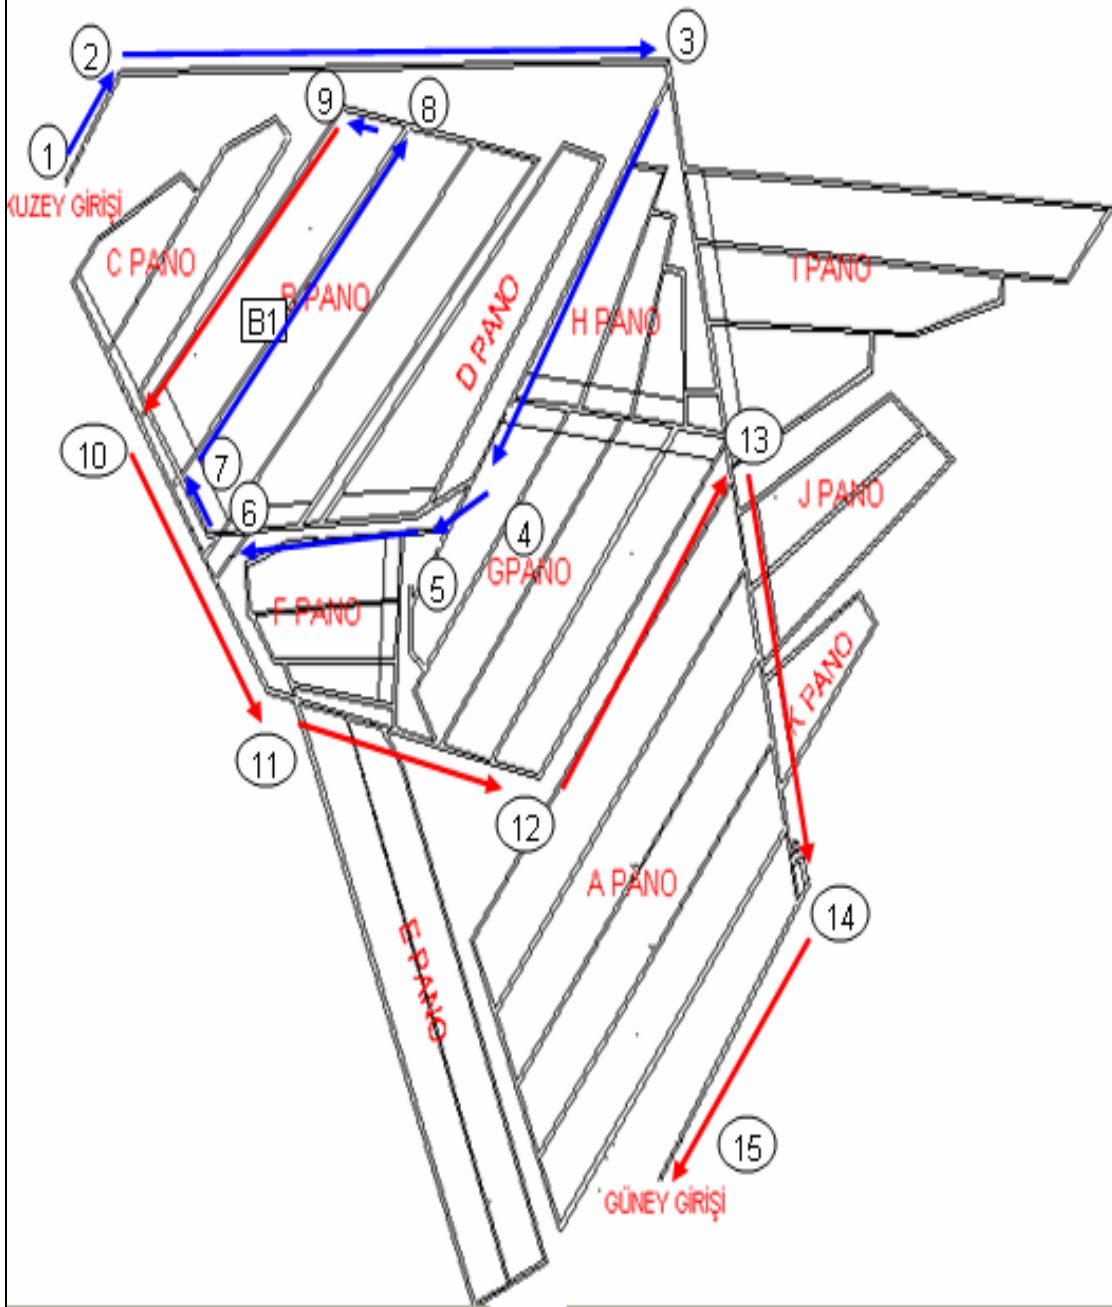 2
3
9
8
1
KUZEY GİRİŞİ
C PANO
I PANO
B PANO
B1
H PANO
D PANO
10
7
13
6
J PANO
4
GPANO
5
F PANO
K PANO
11
12
A PANO
14
E PANO
15
GÜNEY GİRİŞİ